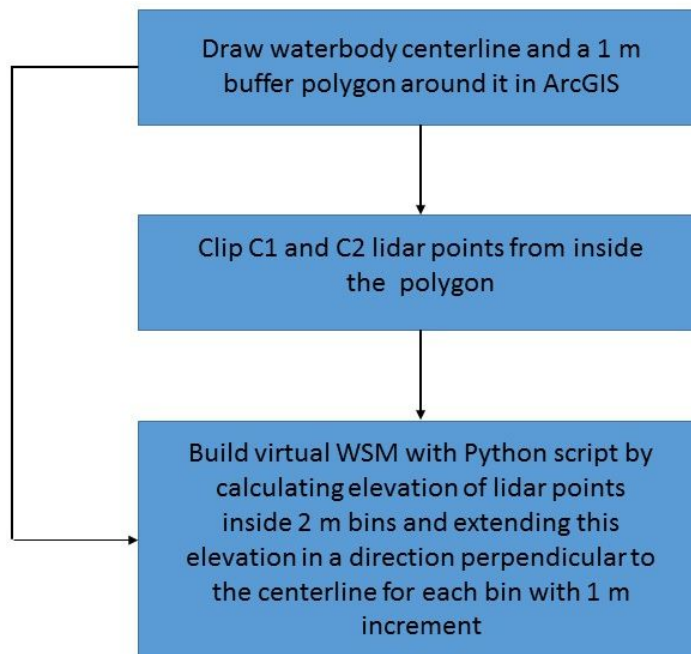 Draw waterbody centerline and a 1 m
buffer polygon around it in ArcGIS
Clip C1 and C2 lidar points from inside
the polygon
Build virtual WSM with Python script by
calculating elevation of lidar points
inside 2 m bins and extending this
elevation in a direction perpendicular to
the centerline for each bin with 1 m
increment